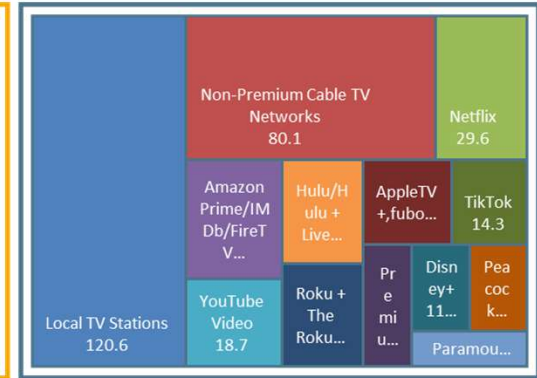 Local TV Stations
120.6
Non-Premium Cable TV
Networks
80.1
Netflix
29.6
Amazon
Prime/IM
Db/FireT
V...
YouTube
Video
18.7
Hulu/H
ulu +
Live...
Roku +
The
Roku...
AppleTV
+,fubo...
TikTok
14.3
Pr
e
mi
u...
Disn
ey+
11...
Pea
coc
k...
Paramou...